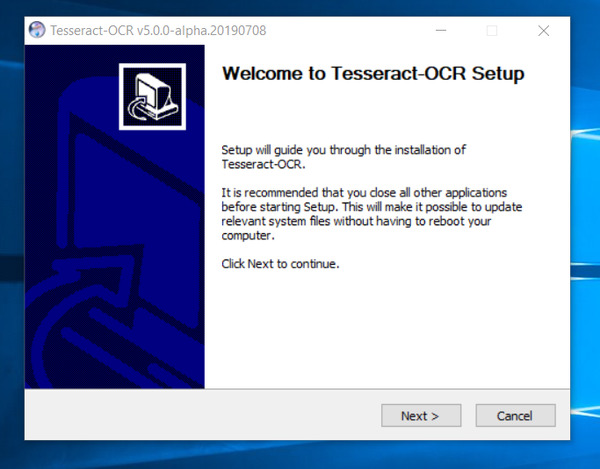 Tesseract-OCR v5.0.0-alpha.20190708
Welcome to Tesseract-OCR Setup
Setup will guide you through the installation of
Tesseract-OCR.
It is recommended that you close all other applications
before starting Setup. This will make it possible to update
relevant system files without having to reboot your
computer.
Click Next to continue.
Next >
Cancel